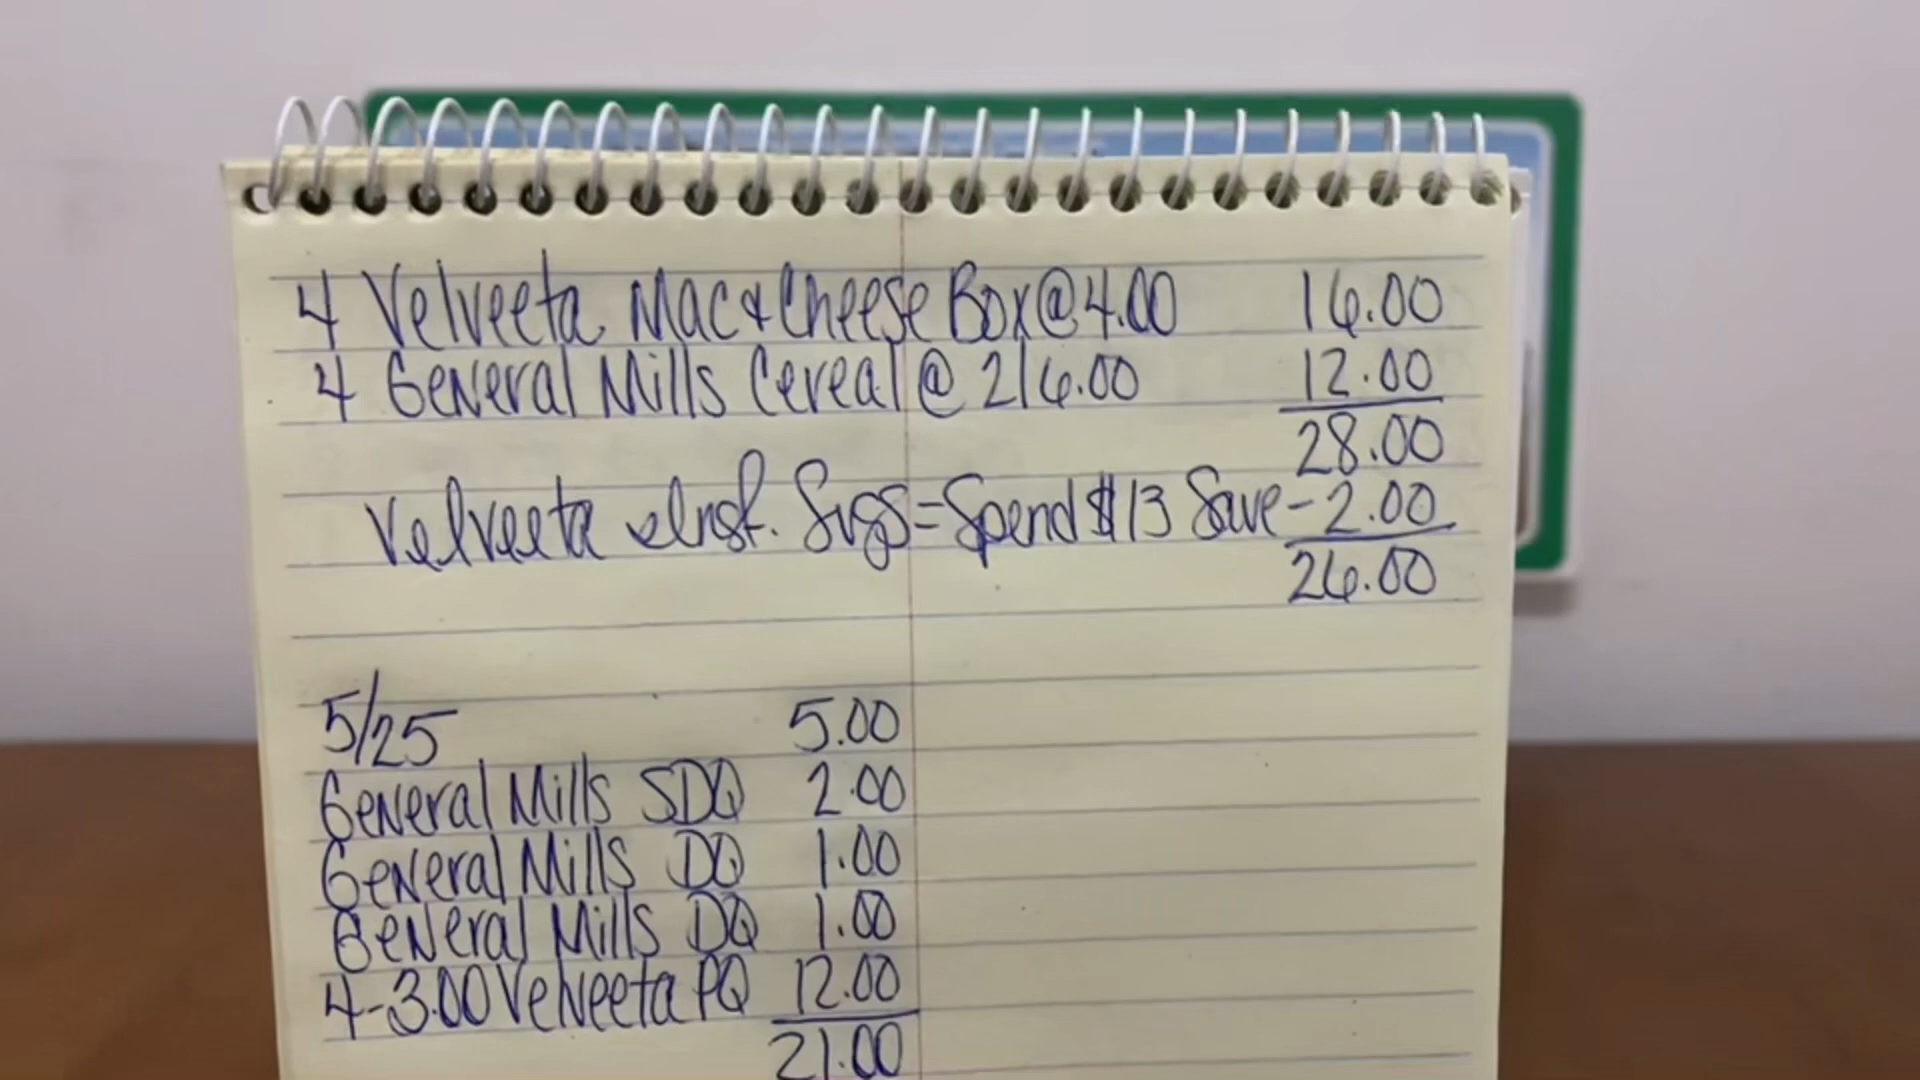 4 Velveeta Mac & Cheese Box @ 4.00 16.00
4 General Mills Cereal @ 2/6.00 12.00
28.00
Velveeta Inst. Svgs = Spend $13 Save -2.00
26.00
5/25 5.00
General Mills SDQ 2.00
General Mills DQ 1.00
General Mills DQ 1.00
4-3.00 Velveeta PQ 12.00
21.00